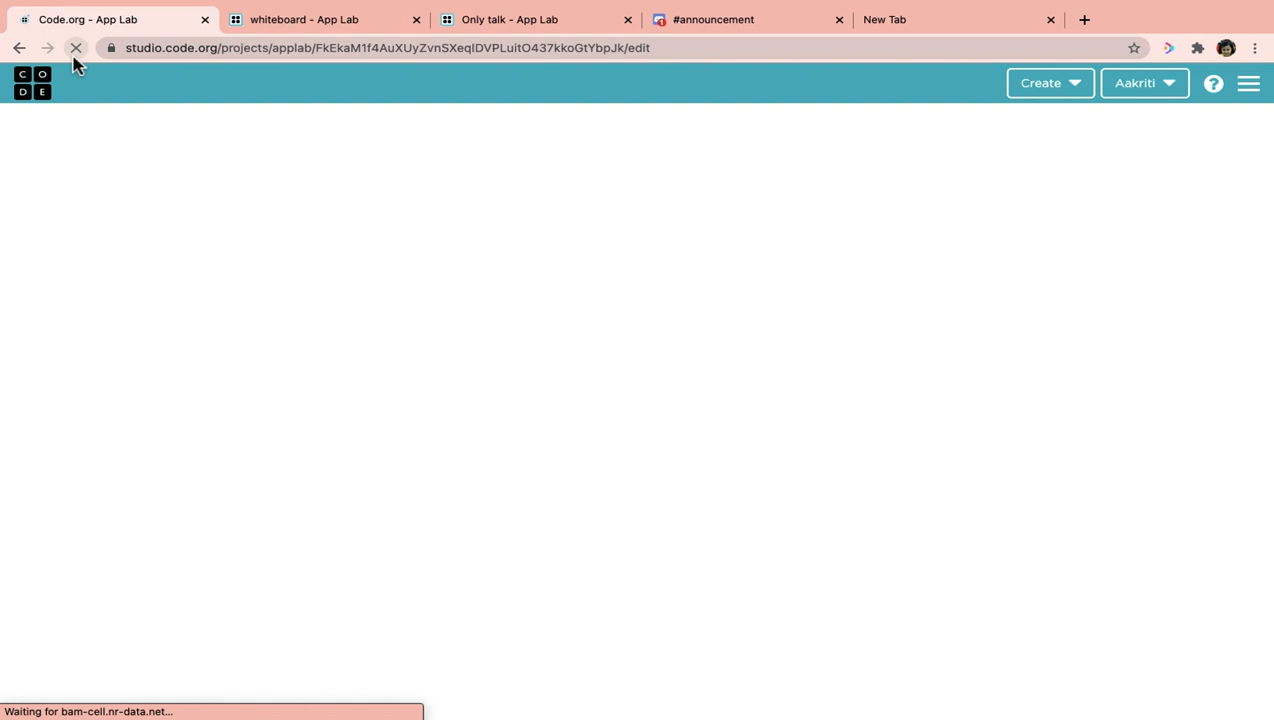 Code.org - App Lab
whiteboard - App Lab
Only talk - App Lab
#announcement
New Tab
studio.code.org/projects/applab/FkEkaM1f4AuXUyZvnSXeqIDVPLuitO437kkoGtYbpJk/edit
C O
D E
Create
Aakriti
?
Waiting for bam-cell.nr-data.net...